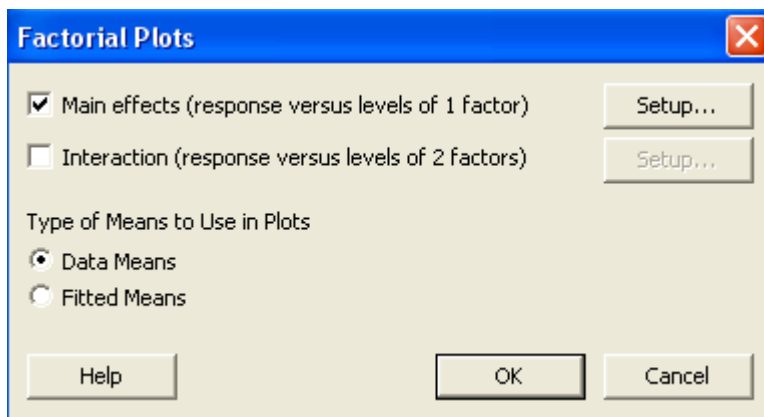 Factorial Plots
Main effects (response versus levels of 1 factor) Setup...
Interaction (response versus levels of 2 factors) Setup...
Type of Means to Use in Plots
Data Means
Fitted Means
Help OK Cancel